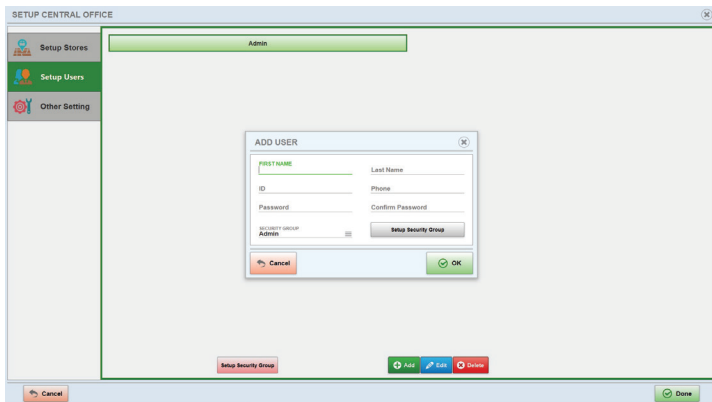 SETUP CENTRAL OFFICE
Setup Stores
Setup Users
Other Setting
Admin
ADD USER
FIRST NAME
Last Name
ID
Phone
Password
Confirm Password
SECURITY GROUP
Admin
Setup Security Group
Cancel
OK
Setup Security Group
Add
Edit
Delete
Cancel
Done